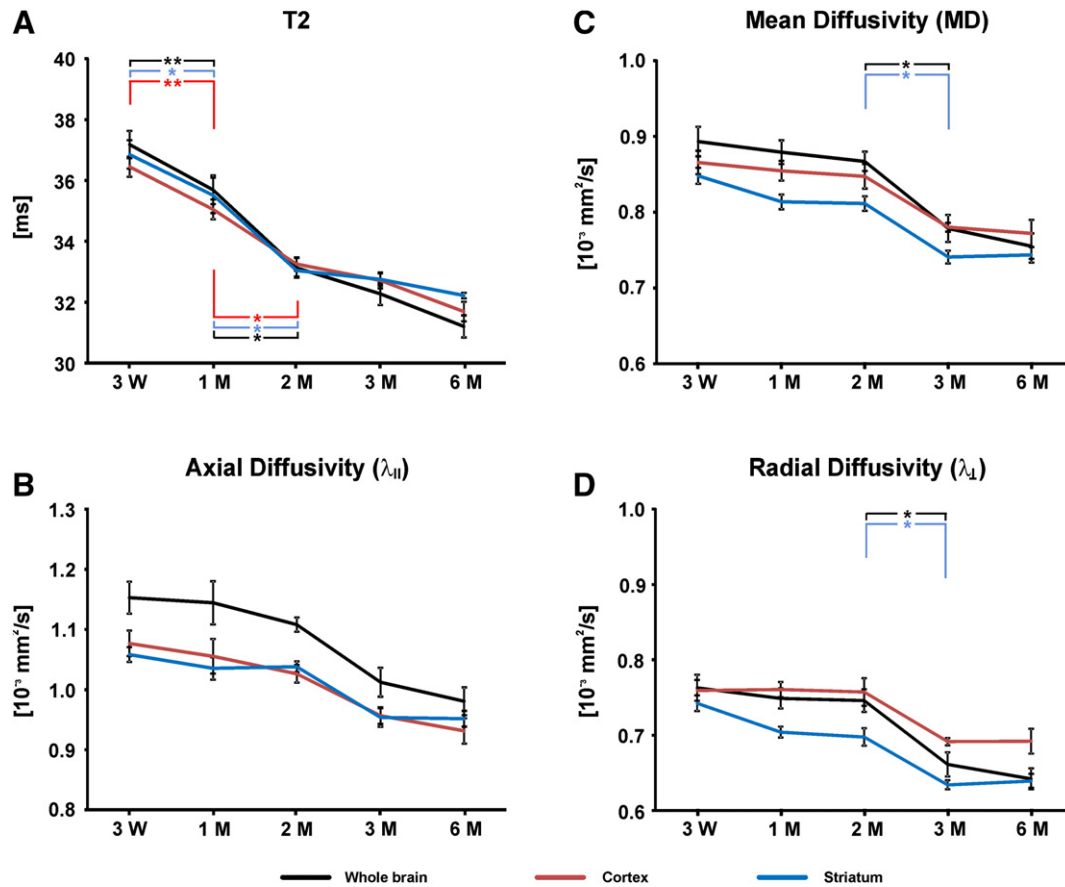 A
T2
40
38
36
34
32
30
[ms]
**
*
**
*
*
*
3 W 1 M 2 M 3 M 6 M
C
Mean Diffusivity (MD)
1.0
0.9
0.8
0.7
0.6
[10⁻³ mm²/s]
*
*
3 W 1 M 2 M 3 M 6 M
B
Axial Diffusivity (λ||)
1.3
1.2
1.1
1.0
0.9
0.8
[10⁻³ mm²/s]
3 W 1 M 2 M 3 M 6 M
D
Radial Diffusivity (λ⊥)
1.0
0.9
0.8
0.7
0.6
[10⁻³ mm²/s]
*
*
3 W 1 M 2 M 3 M 6 M
Whole brain Cortex Striatum